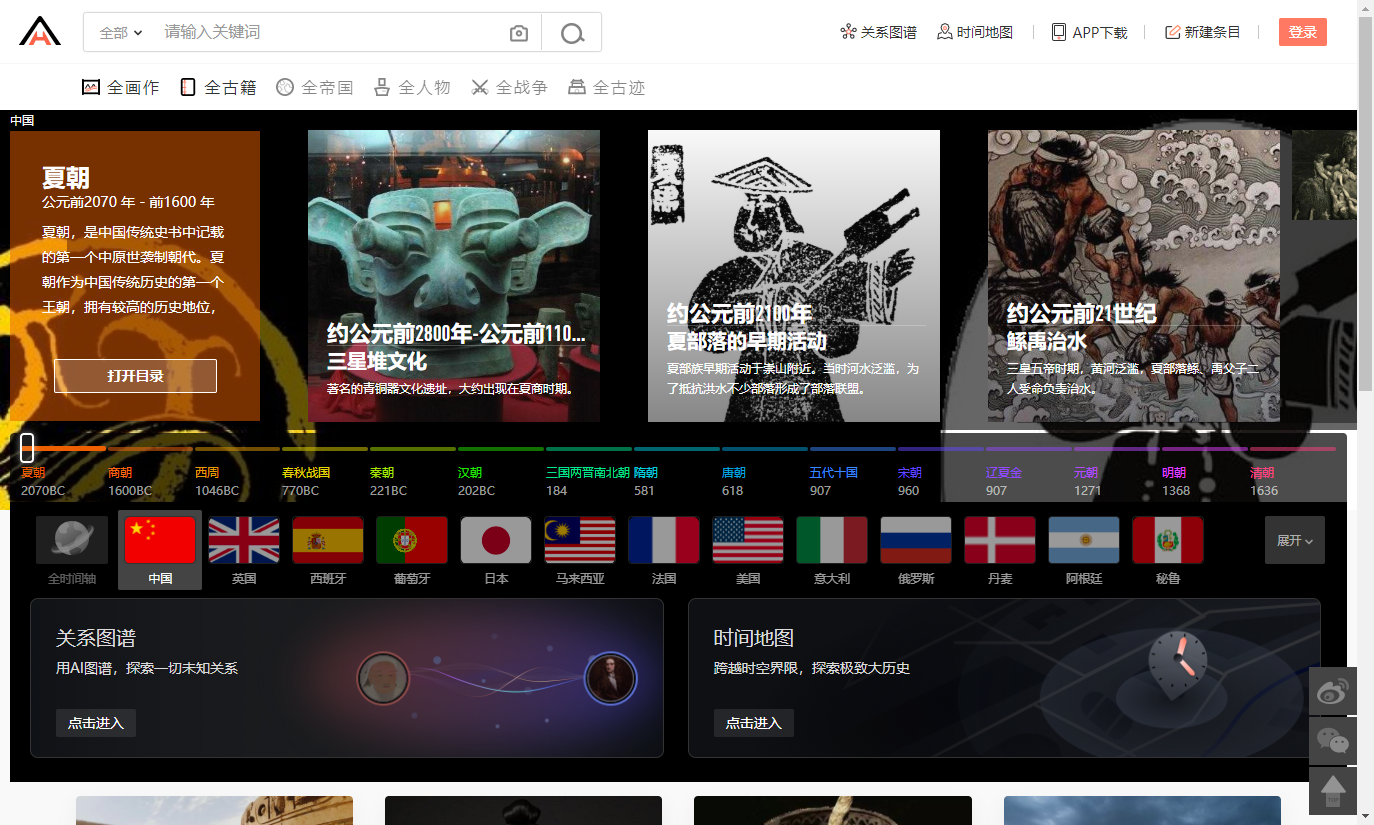 全部
请输入关键词
关系图谱
时间地图
APP下载
新建条目
登录
全画作
全古籍
全帝国
全人物
全战争
全古迹
中国
夏朝
公元前2070 年 - 前1600 年
夏朝，是中国传统史书中记载
的第一个中原世袭制朝代。夏
朝作为中国传统历史的第一个
王朝，拥有较高的历史地位，
打开目录
约公元前2800年-公元前110...
三星堆文化
著名的青铜器文化遗址，大约出现在夏商时期。
约公元前2100年
夏部落的早期活动
夏部族早期活动于崇山附近。当时河水泛滥，为
了抵抗洪水不少部落形成了部落联盟。
约公元前21世纪
鲧禹治水
三皇五帝时期，黄河泛滥，夏部落鲧、禹父子二
人受命负责治水。
夏朝
2070BC
商朝
1600BC
西周
1046BC
春秋战国
770BC
秦朝
221BC
汉朝
202BC
三国两晋南北朝
184
隋朝
581
唐朝
618
五代十国
907
宋朝
960
辽夏金
907
元朝
1271
明朝
1368
清朝
1636
全时间轴
中国
英国
西班牙
葡萄牙
日本
马来西亚
法国
美国
意大利
俄罗斯
丹麦
阿根廷
秘鲁
展开
关系图谱
用AI图谱，探索一切未知关系
点击进入
时间地图
跨越时空界限，探索极致大历史
点击进入